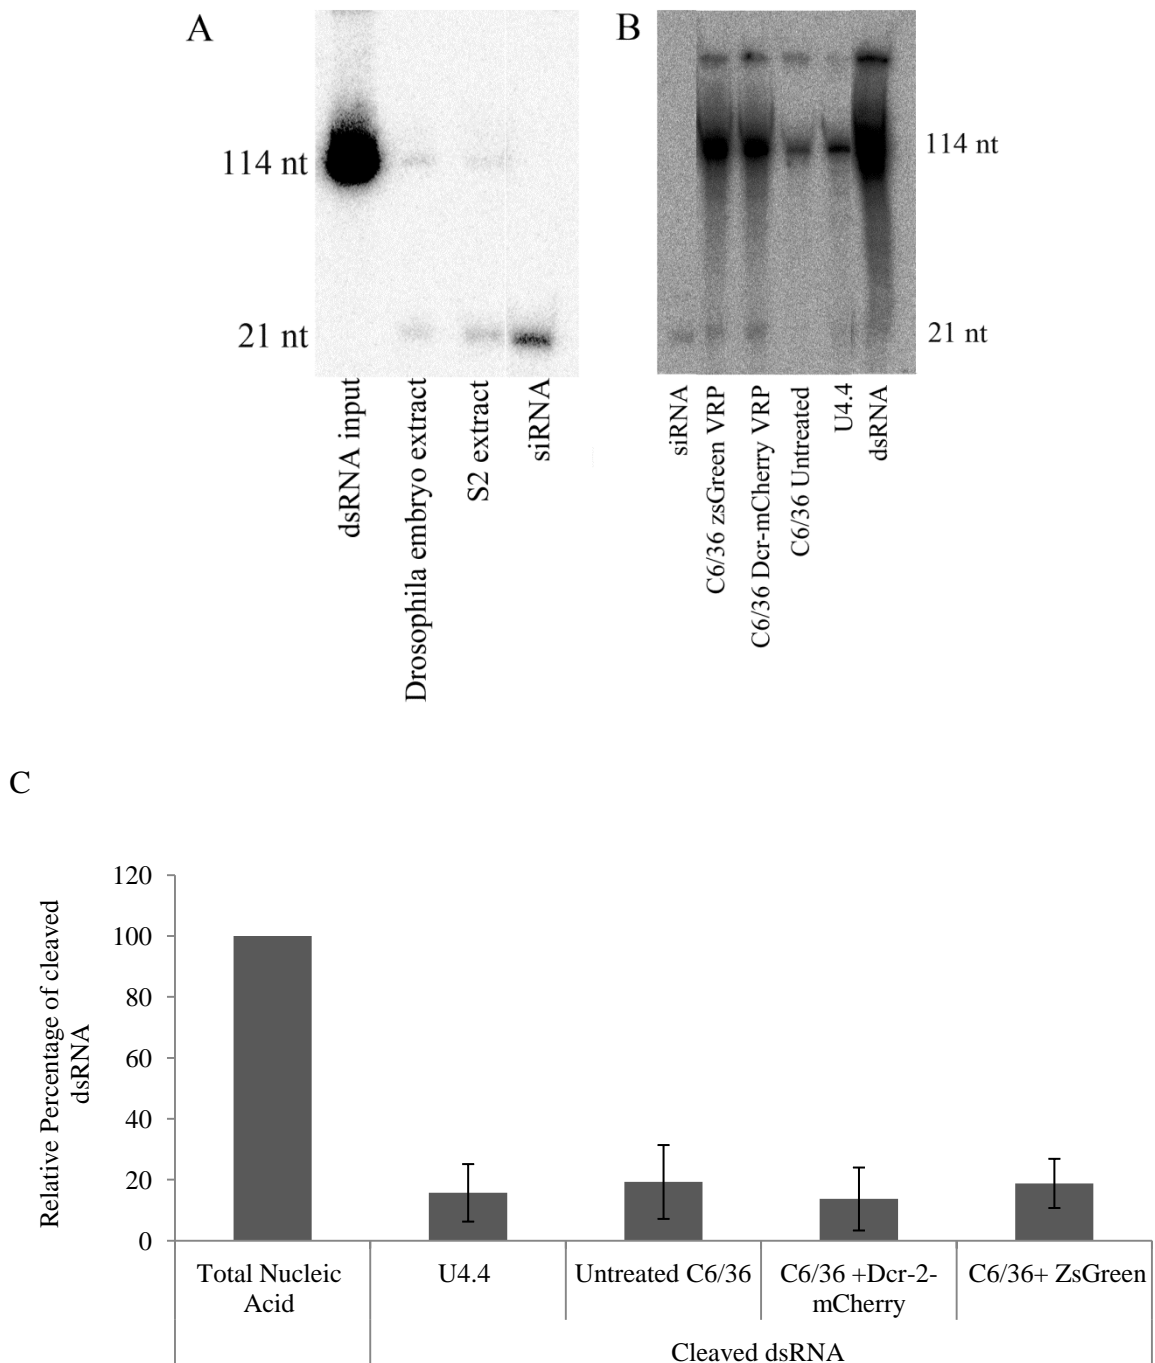 A
114 nt
21 nt
dsRNA input
Drosophila embryo extract
S2 extract
siRNA
B
114 nt
21 nt
siRNA
C6/36 zsGreen VRP
C6/36 Dcr-mCherry VRP
C6/36 Untreated
U4.4
dsRNA
C
Relative Percentage of cleaved
dsRNA
120
100
80
60
40
20
0
Total Nucleic
Acid
U4.4
Untreated C6/36
C6/36 +Dcr-2-
mCherry
C6/36+ ZsGreen
Cleaved dsRNA